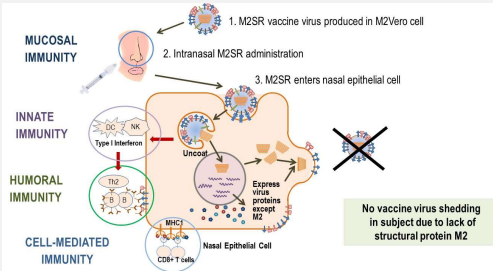 1. M2SR vaccine virus produced in M2Vero cell
MUCOSAL
IMMUNITY
2. Intranasal M2SR administration
3. M2SR enters nasal epithelial cell
INNATE
IMMUNITY
DC
NK
Type I Interferon
Uncoat
HUMORAL
IMMUNITY
Th2
B
B
Express
virus
proteins
except
M2
No vaccine virus shedding
in subject due to lack of
structural protein M2
MHC1
CELL-MEDIATED
IMMUNITY
CD8+ T cells
Nasal Epithelial Cell